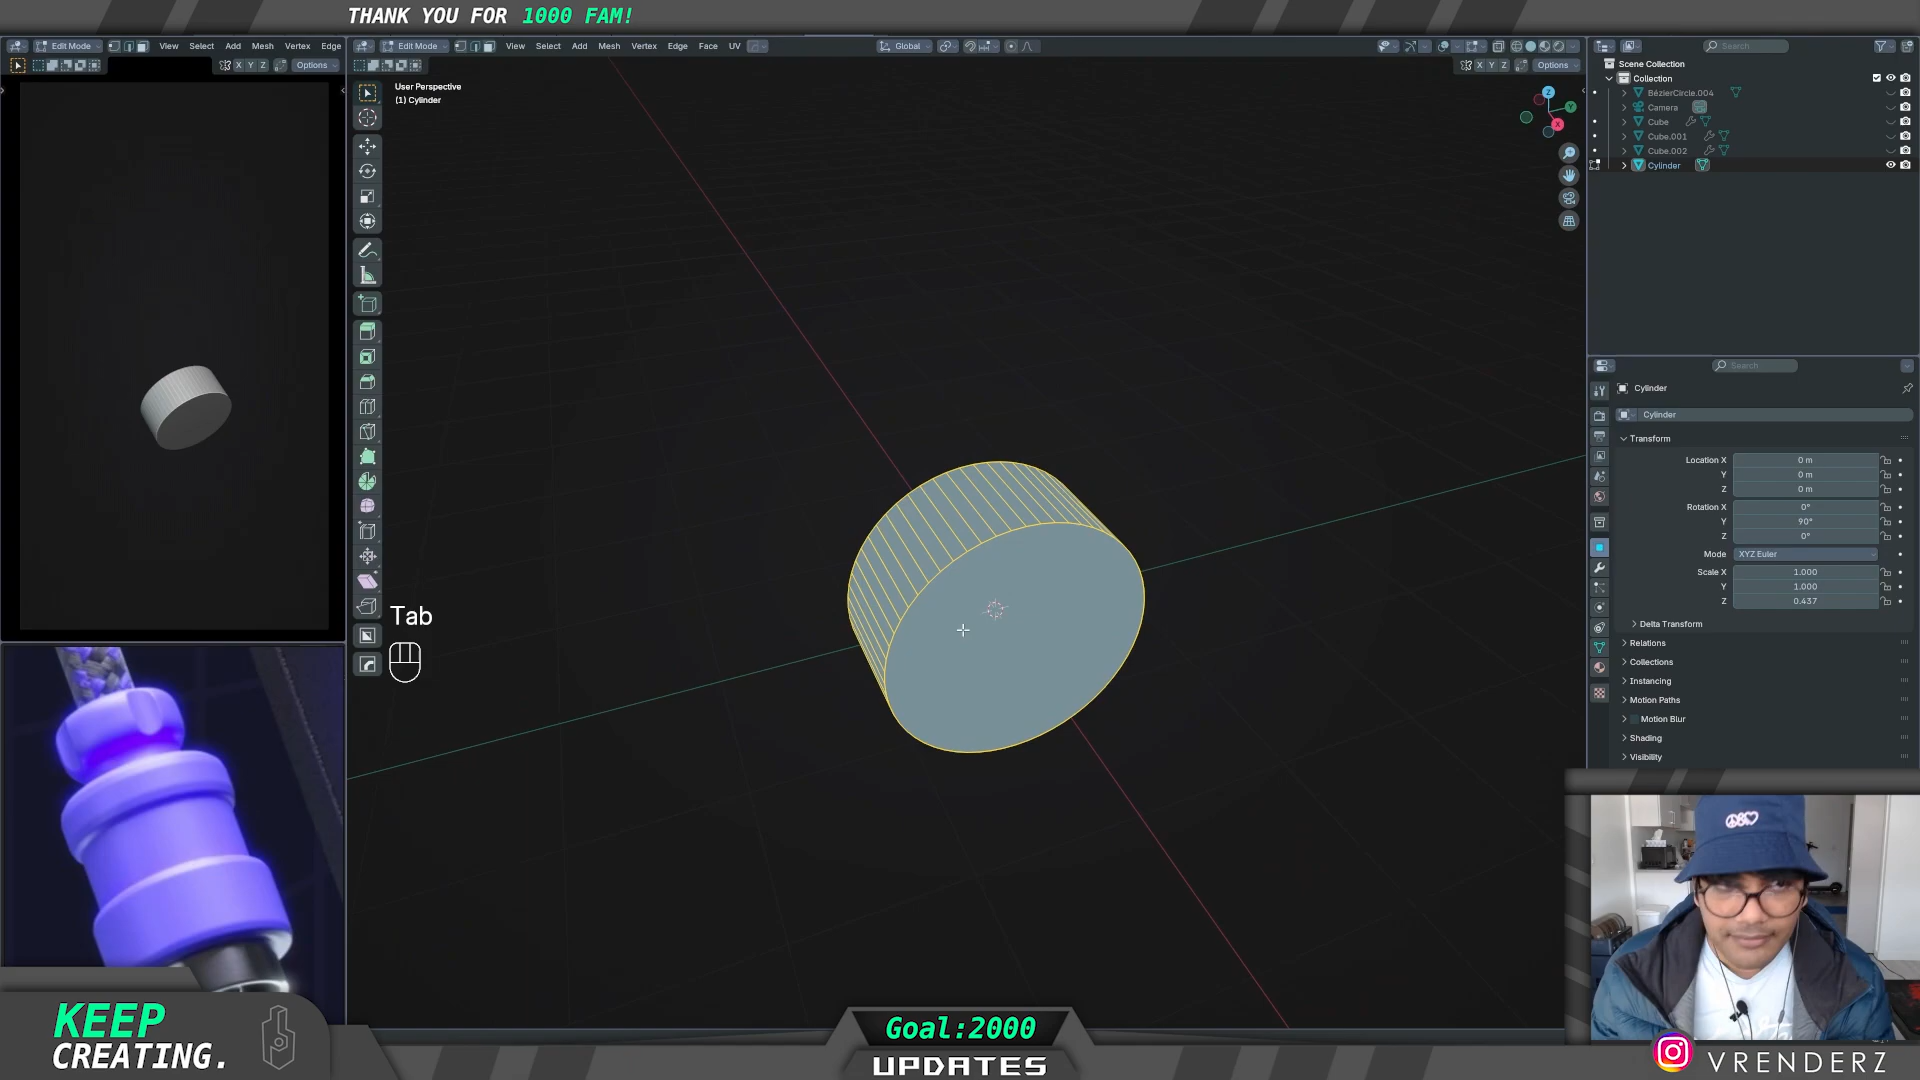 THANK YOU FOR 1000 FAM!
Edit Mode
View
Select
Add
Mesh
Vertex
Edge
X
Y
Z
Options
Edit Mode
View
Select
Add
Mesh
Vertex
Edge
Face
UV
Global
X
Y
Z
Options
User Perspective
(1) Cylinder
Z
Y
X
Tab
Search
Scene Collection
Collection
BézierCircle.004
Camera
Cube
Cube.001
Cube.002
Cylinder
Search
Cylinder
Cylinder
Transform
Location X 0 m
Y 0 m
Z 0 m
Rotation X 0°
Y 90°
Z 0°
Mode XYZ Euler
Scale X 1.000
Y 1.000
Z 0.437
Delta Transform
Relations
Collections
Instancing
Motion Paths
Motion Blur
Shading
Visibility
KEEP
CREATING.
Goal:2000
UPDATES
VRENDERZ